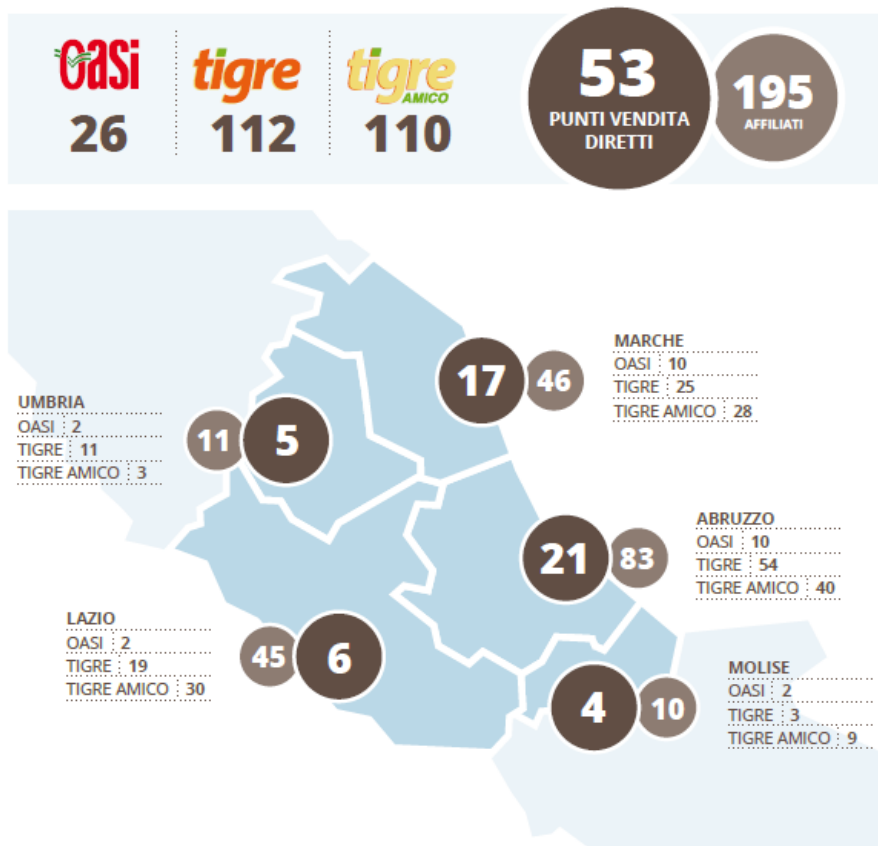 oasi
26
tigre
112
tigre
AMICO
110
53
PUNTI VENDITA
DIRETTI
195
AFFILIATI
MARCHE
OASI 10
TIGRE 25
TIGRE AMICO 28
17
46
UMBRIA
OASI 2
TIGRE 11
TIGRE AMICO 3
11
5
ABRUZZO
OASI 10
TIGRE 54
TIGRE AMICO 40
21
83
LAZIO
OASI 2
TIGRE 19
TIGRE AMICO 30
45
6
MOLISE
OASI 2
TIGRE 3
TIGRE AMICO 9
4
10